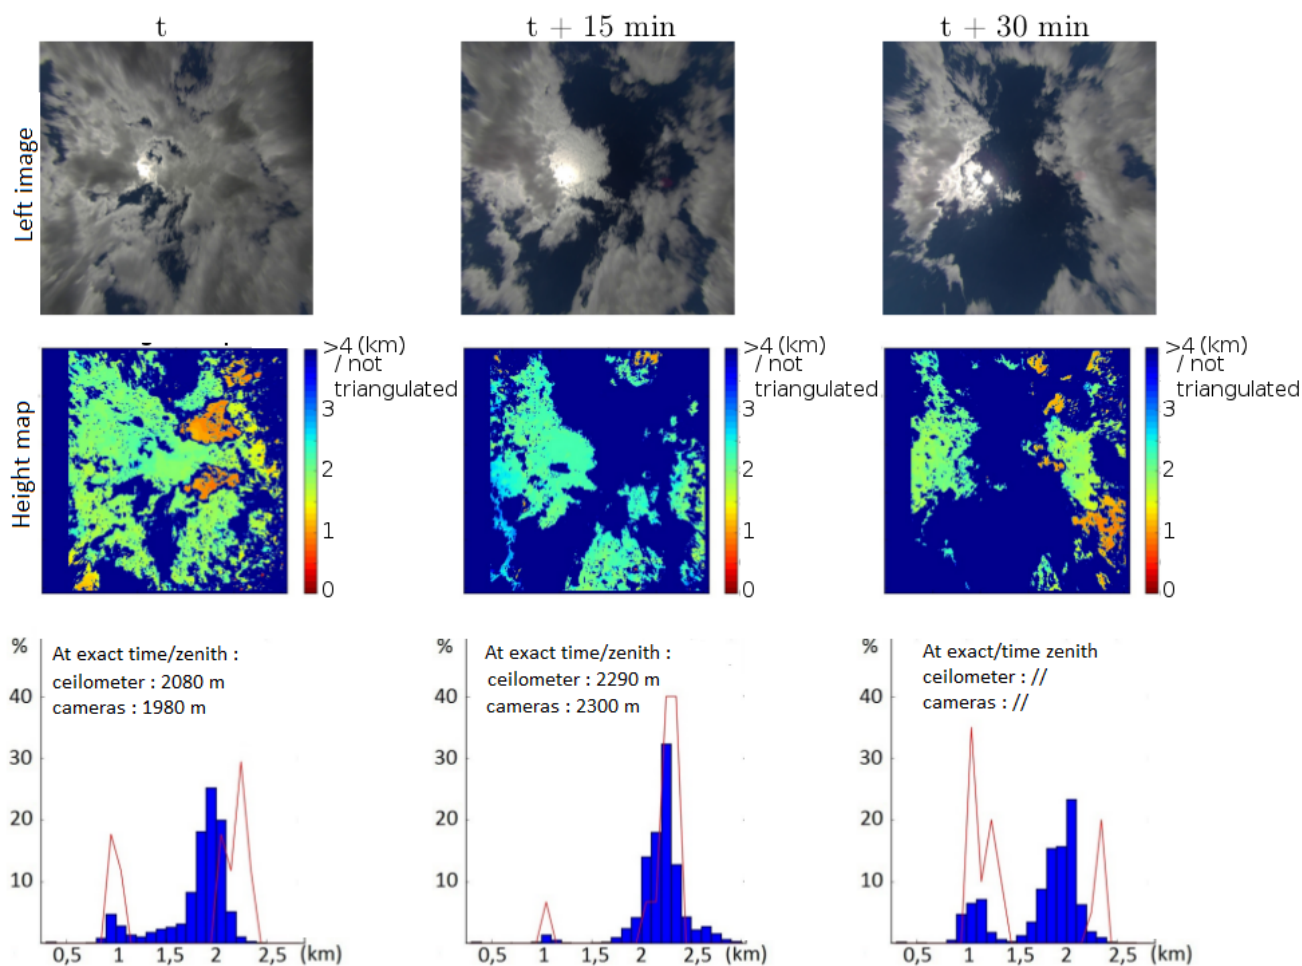 t
t + 15 min
t + 30 min
Left image
Height map
>4 (km)
/ not
triangulated
3
2
1
0
>4 (km)
/ not
triangulated
3
2
1
0
>4 (km)
/ not
triangulated
3
2
1
0
%
At exact time/zenith :
ceilometer : 2080 m
cameras : 1980 m
40
30
20
10
0,5 1 1,5 2 2,5 (km)
%
At exact time/zenith :
ceilometer : 2290 m
cameras : 2300 m
40
30
20
10
0,5 1 1,5 2 2,5 (km)
%
At exact/time zenith
ceilometer : //
cameras : //
40
30
20
10
0,5 1 1,5 2 2,5 (km)